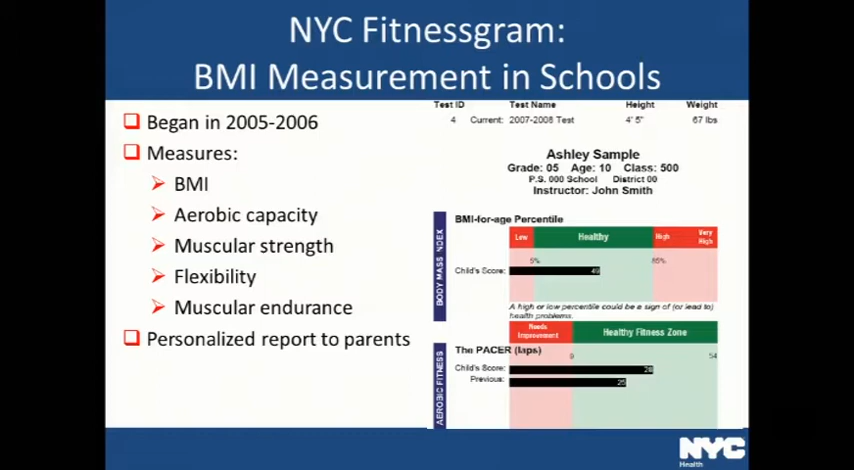 NYC Fitnessgram:
BMI Measurement in Schools
Began in 2005-2006
Measures:
BMI
Aerobic capacity
Muscular strength
Flexibility
Muscular endurance
Personalized report to parents
Test ID Test Name Height Weight
4 Current: 2007-2008 Test 4' 5" 67 lbs
Ashley Sample
Grade: 05 Age: 10 Class: 500
P.S. 000 School District 00
Instructor: John Smith
BODY MASS INDEX
BMI-for-age Percentile
Low Healthy High Very High
5% 85%
Child's Score: 49
A high or low percentile could be a sign of (or lead to)
health problems.
AEROBIC FITNESS
Needs
Improvement
Healthy Fitness Zone
The PACER (laps)
9 54
Child's Score: 28
Previous: 25
NYC
Health